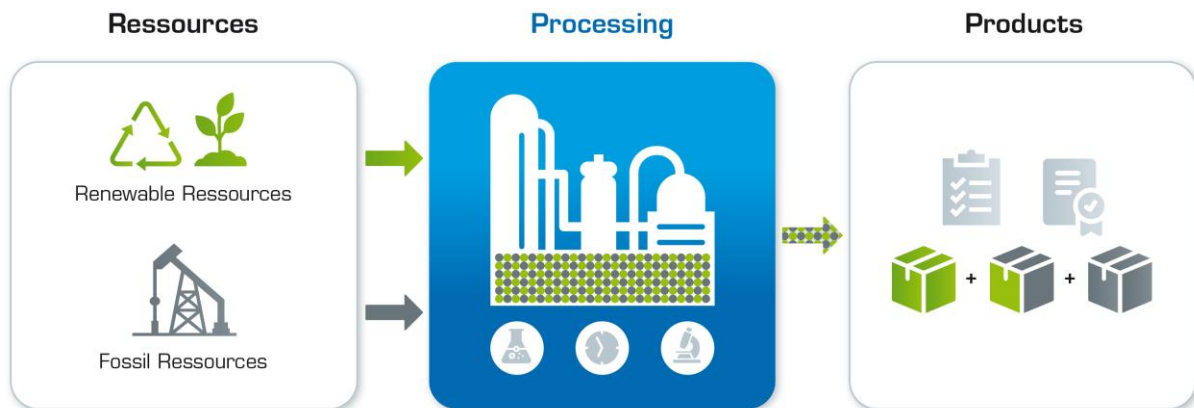 Ressources
Processing
Products
Renewable Ressources
Fossil Ressources
+
+